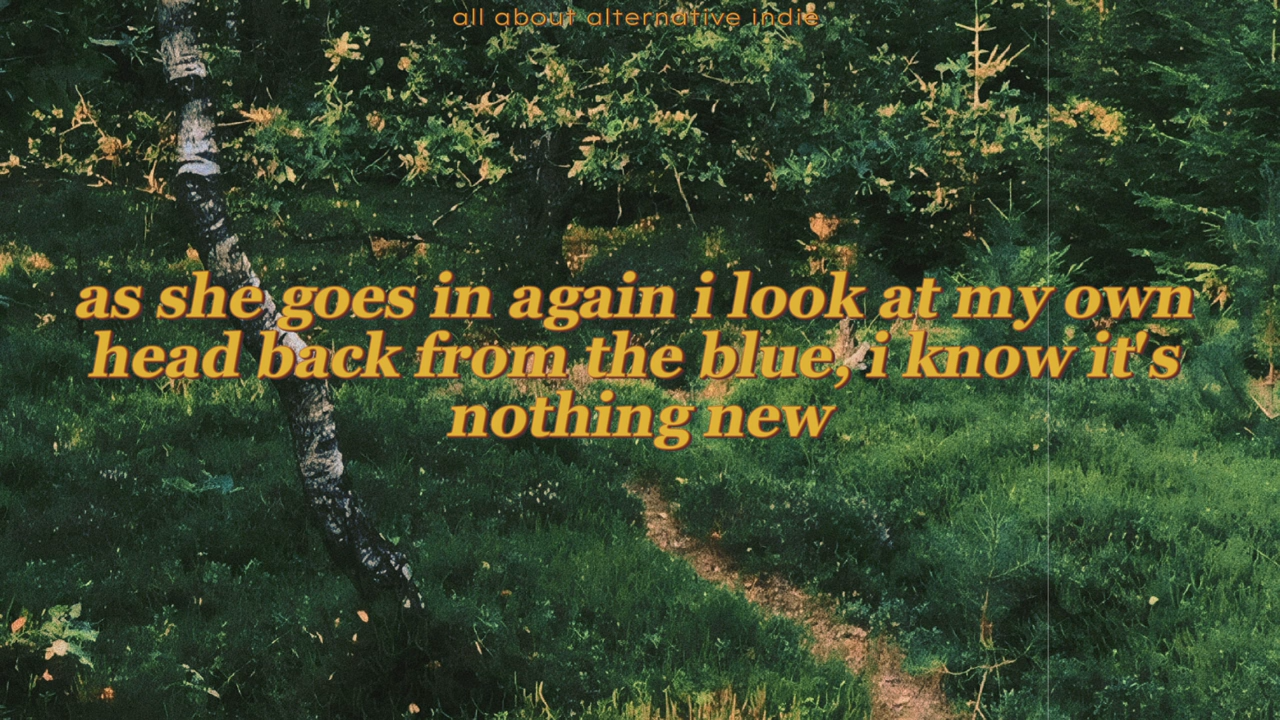 all about alternative indie
as she goes in again i look at my own
head back from the blue, i know it's
nothing new